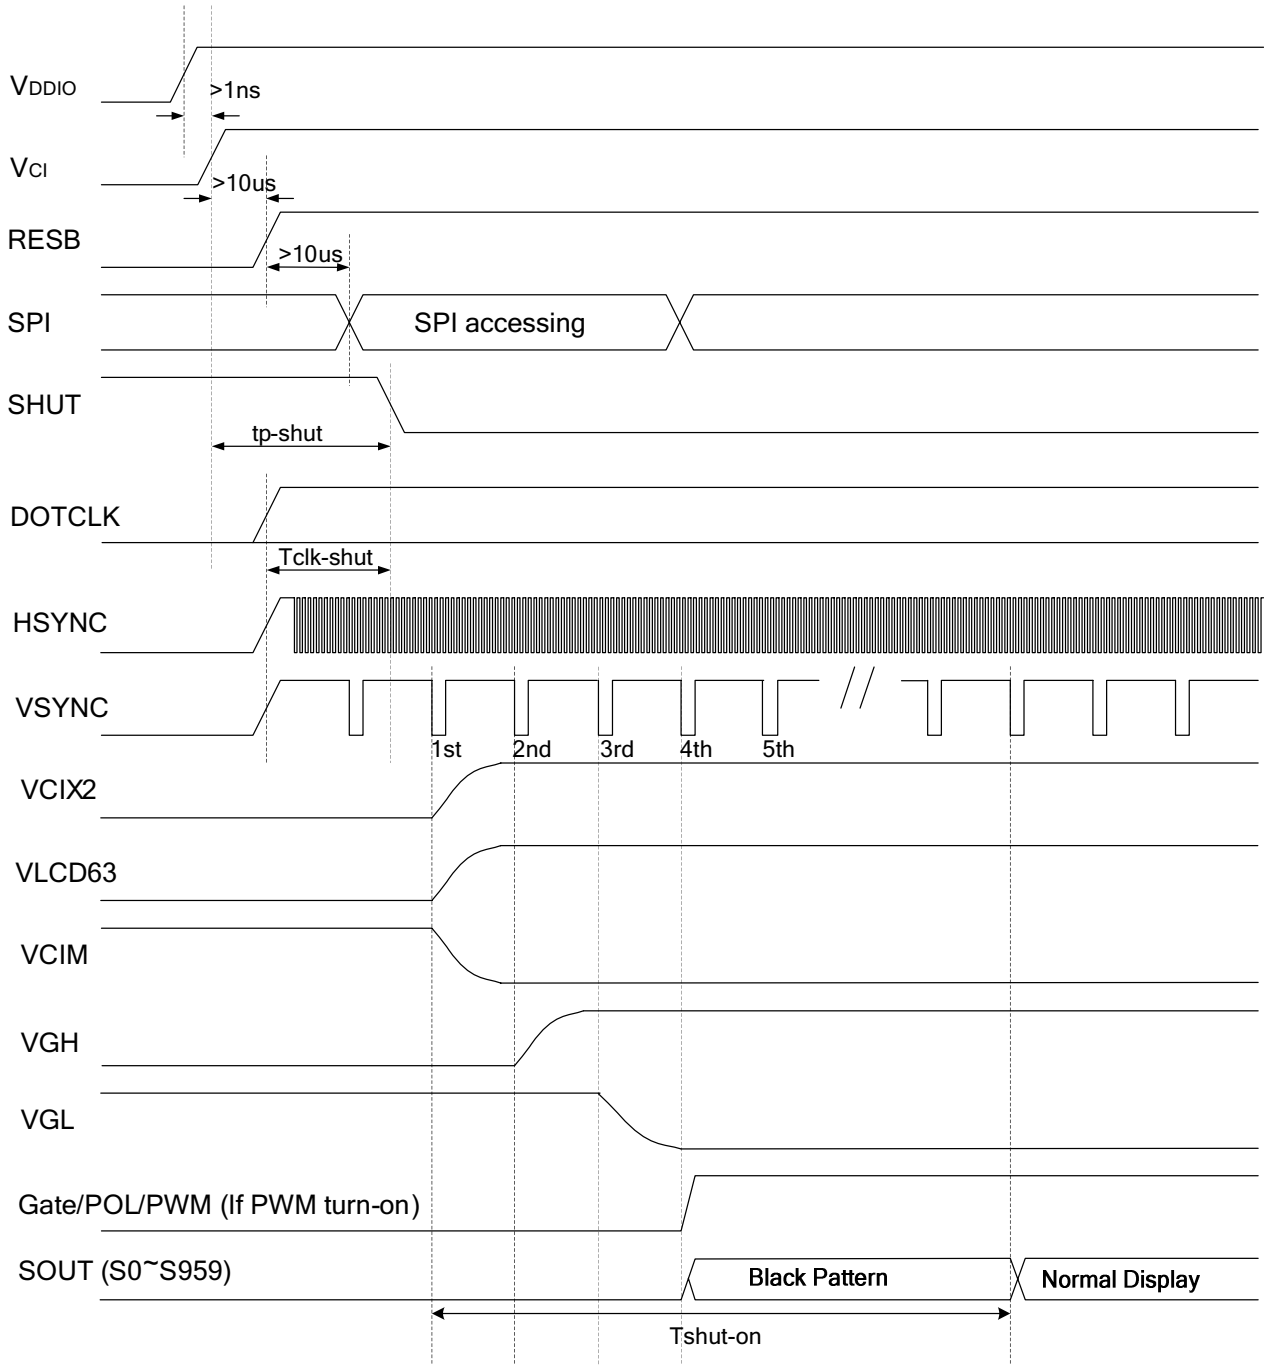 VDDIO
>1ns
VCI
>10us
RESB
>10us
SPI
SPI accessing
SHUT
tp-shut
DOTCLK
Tclk-shut
HSYNC
VSYNC
1st 2nd 3rd 4th 5th
VCIX2
VLCD63
VCIM
VGH
VGL
Gate/POL/PWM (If PWM turn-on)
SOUT (S0~S959)
Black Pattern
Normal Display
Tshut-on